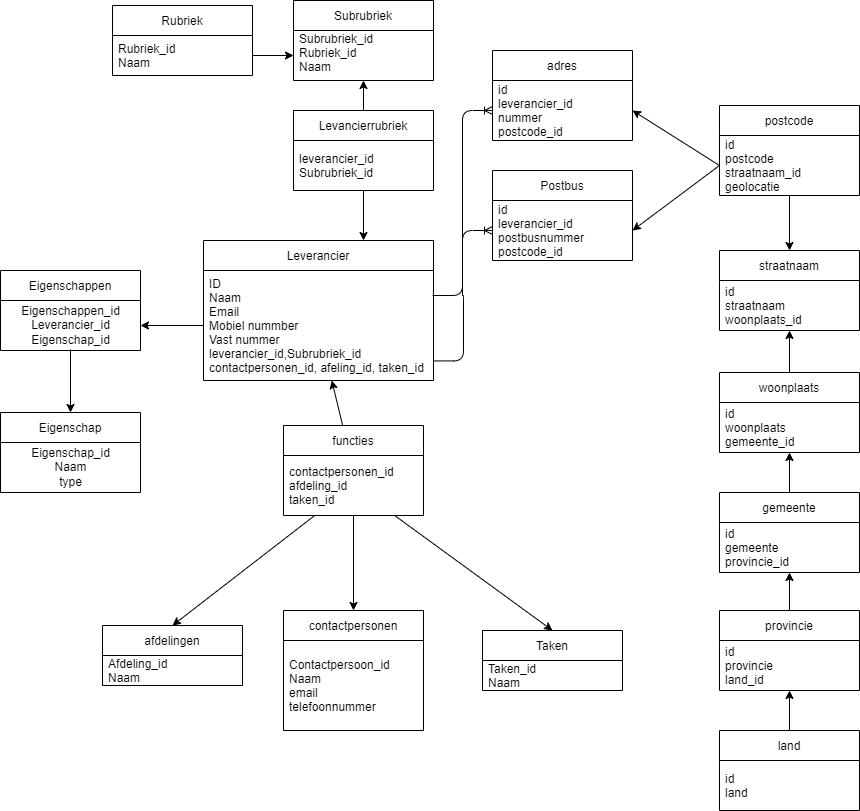 Rubriek
Rubriek_id
Naam
Subrubriek
Subrubriek_id
Rubriek_id
Naam
Levancierrubriek
leverancier_id
Subrubriek_id
adres
id
leverancier_id
nummer
postcode_id
Postbus
id
leverancier_id
postbusnummer
postcode_id
postcode
id
postcode
straatnaam_id
geolocatie
Leverancier
ID
Naam
Email
Mobiel nummber
Vast nummer
leverancier_id,Subrubriek_id
contactpersonen_id, afeling_id, taken_id
Eigenschappen
Eigenschappen_id
Leverancier_id
Eigenschap_id
Eigenschap
Eigenschap_id
Naam
type
straatnaam
id
straatnaam
woonplaats_id
woonplaats
id
woonplaats
gemeente_id
functies
contactpersonen_id
afdeling_id
taken_id
gemeente
id
gemeente
provincie_id
afdelingen
Afdeling_id
Naam
contactpersonen
Contactpersoon_id
Naam
email
telefoonnummer
Taken
Taken_id
Naam
provincie
id
provincie
land_id
land
id
land